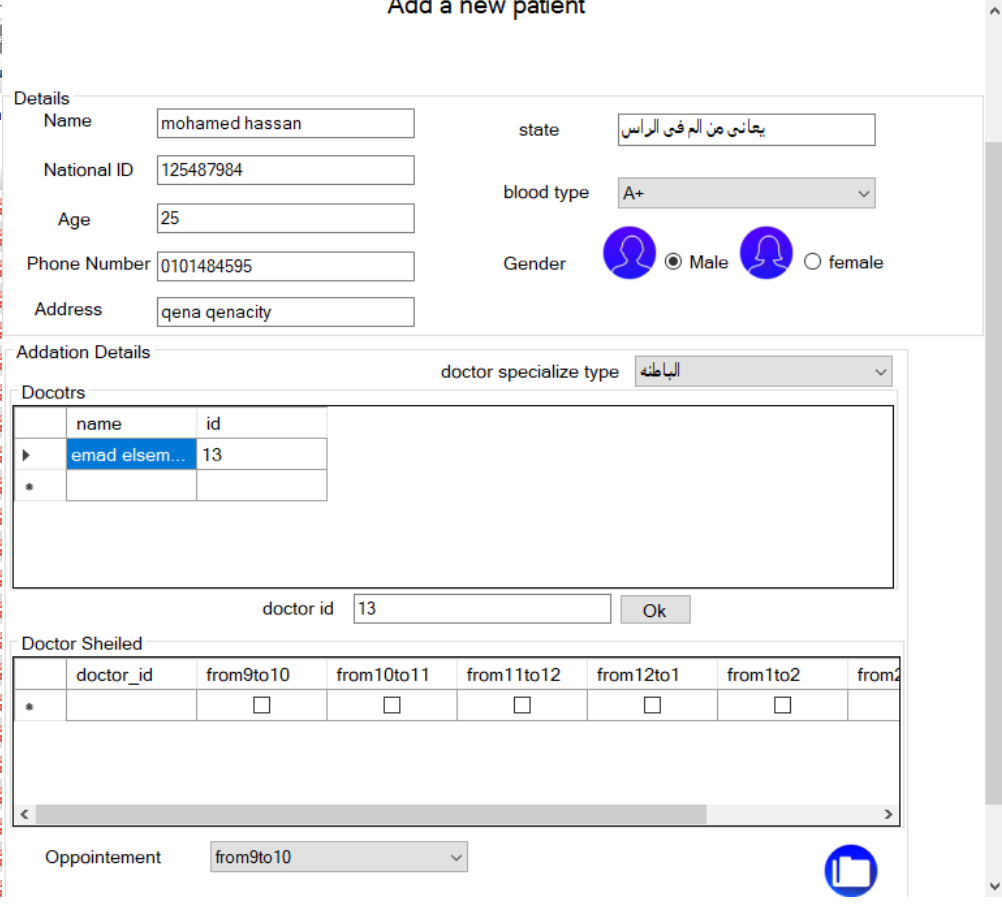 Add a new patient
Details
Name mohamed hassan
state يعانى من الم فى الراس
National ID 125487984
blood type A+
Age 25
Phone Number 0101484595
Gender Male female
Address qena qenacity
Addation Details
doctor specialize type الباطنه
Docotrs
name id
emad elsem... 13
doctor id 13 Ok
Doctor Sheiled
doctor_id from9to10 from10to11 from11to12 from12to1 from1to2 from2
Oppointement from9to10